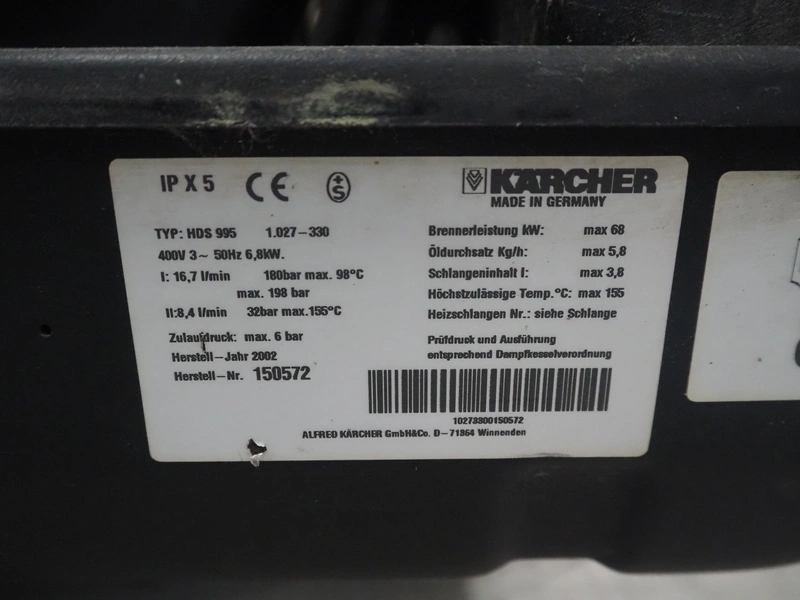 IP X 5 CE +S KÄRCHER
MADE IN GERMANY
TYP: HDS 995 1.027-330
400V 3~ 50Hz 6,8kW.
I: 16,7 l/min 180bar max. 98°C
max. 198 bar
II:8,4 l/min 32bar max.155°C
Zulaufdruck: max. 6 bar
Herstell-Jahr 2002
Herstell-Nr. 150572
Brennerleistung kW: max 68
Öldurchsatz Kg/h: max 5,8
Schlangeninhalt l: max 3,8
Höchstzulässige Temp.°C: max 155
Heizschlangen Nr.: siehe Schlange
Prüfdruck und Ausführung
entsprechend Dampfkesselverordnung
10273300150572
ALFRED KÄRCHER GmbH&Co. D-71364 Winnenden